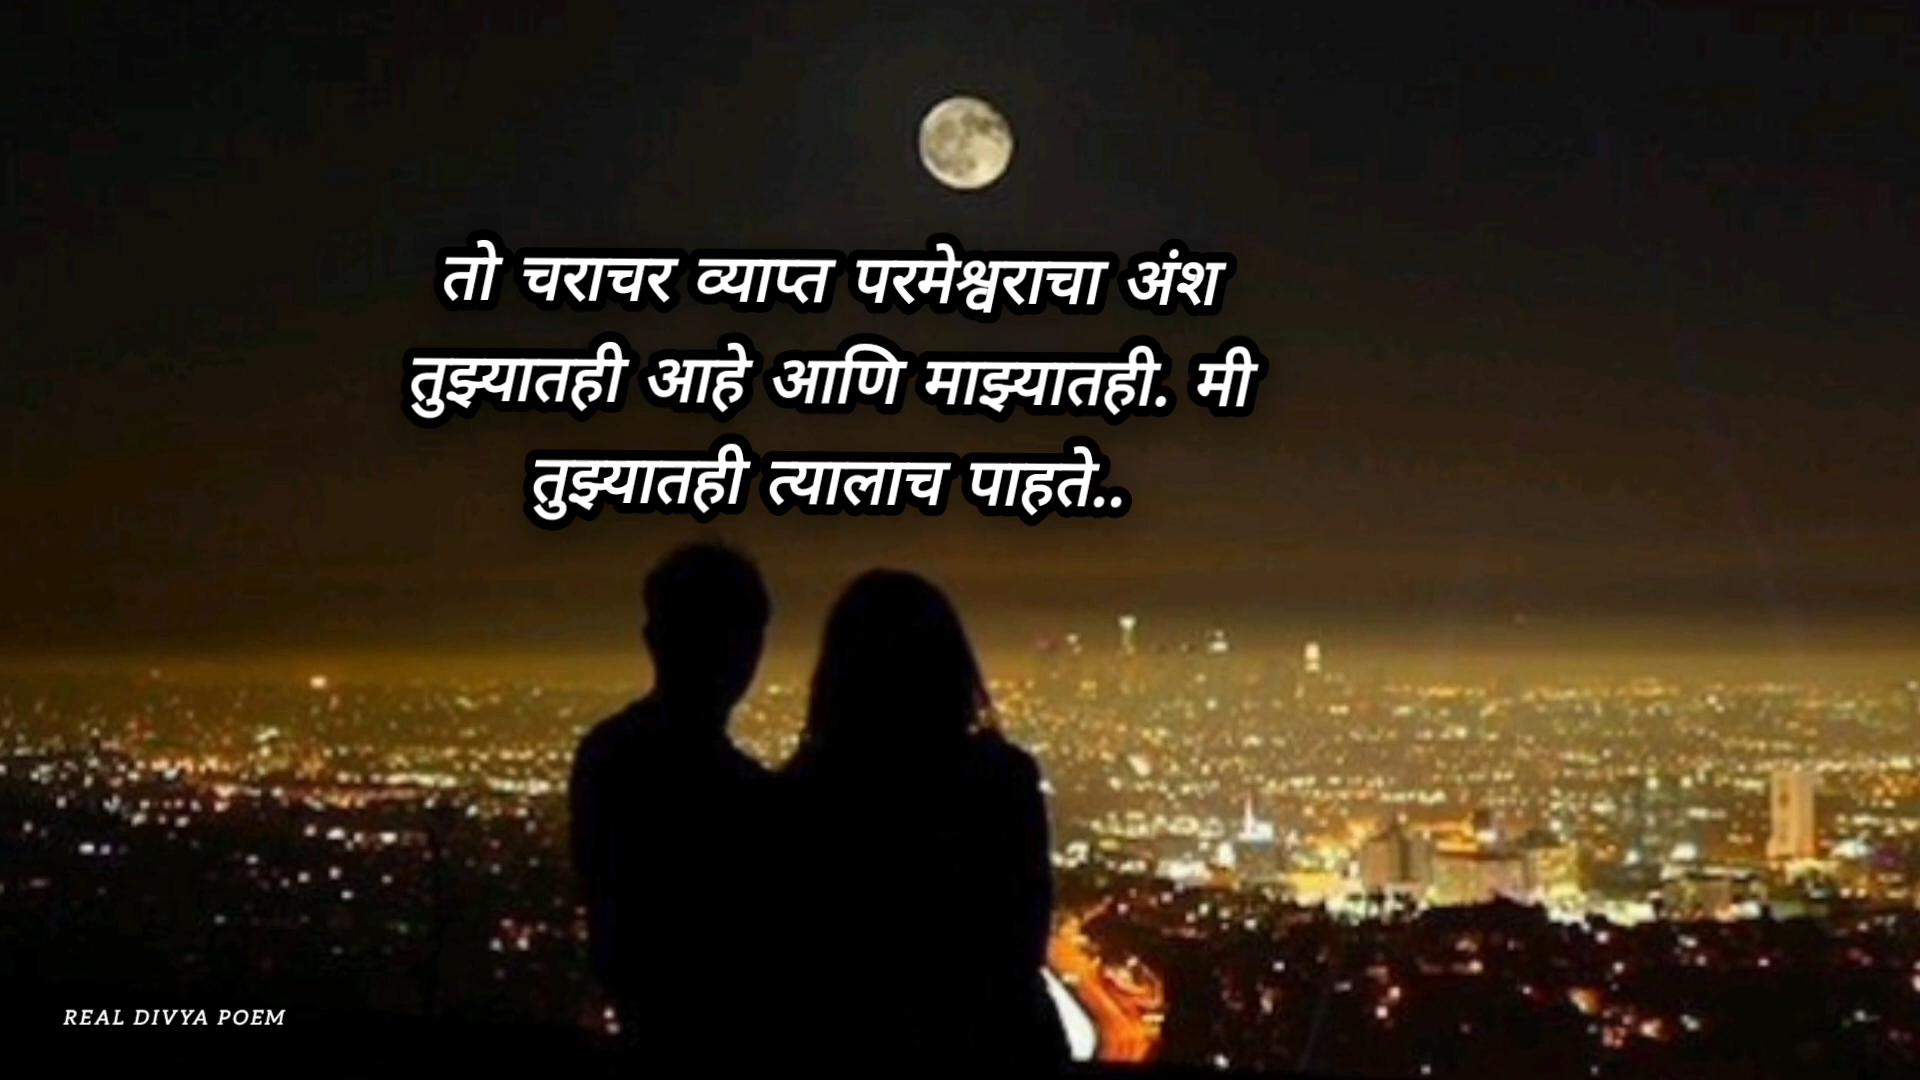 तो चराचर व्याप्त परमेश्वराचा अंश
तुझ्यातही आहे आणि माझ्यातही. मी
तुझ्यातही त्यालाच पाहते..
REAL DIVYA POEM